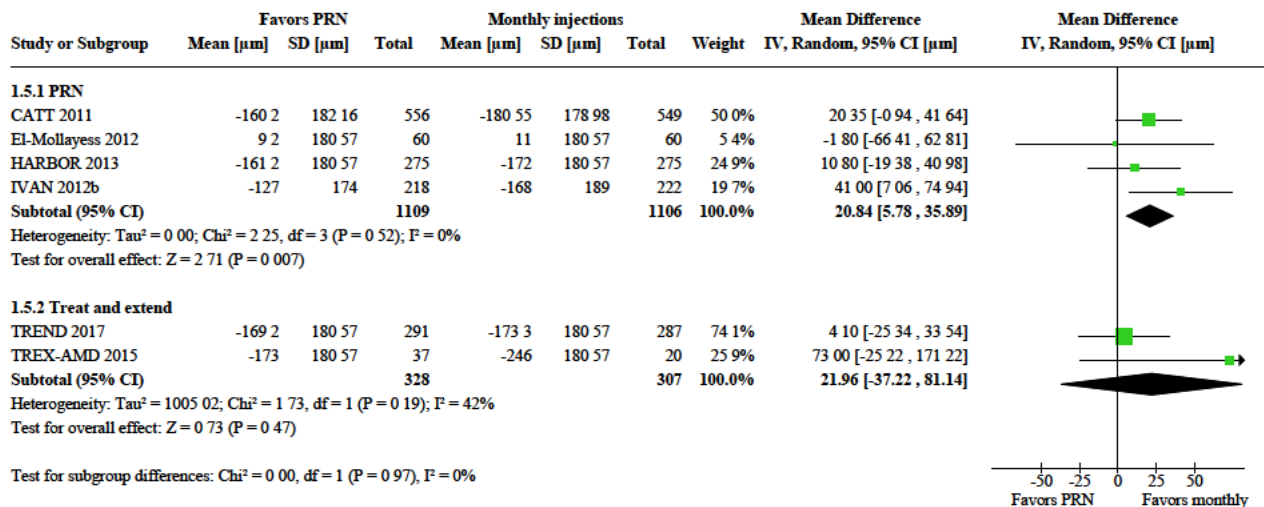 Favors PRN Monthly injections Mean Difference Mean Difference
Study or Subgroup Mean [µm] SD [µm] Total Mean [µm] SD [µm] Total Weight IV, Random, 95% CI [µm] IV, Random, 95% CI [µm]
1.5.1 PRN
CATT 2011 -160 2 182 16 556 -180 55 178 98 549 50 0% 20 35 [-0 94 , 41 64]
El-Mollayess 2012 9 2 180 57 60 11 180 57 60 5 4% -1 80 [-66 41 , 62 81]
HARBOR 2013 -161 2 180 57 275 -172 180 57 275 24 9% 10 80 [-19 38 , 40 98]
IVAN 2012b -127 174 218 -168 189 222 19 7% 41 00 [7 06 , 74 94]
Subtotal (95% CI) 1109 1106 100.0% 20.84 [5.78 , 35.89]
Heterogeneity: Tau² = 0 00; Chi² = 2 25, df = 3 (P = 0 52); I² = 0%
Test for overall effect: Z = 2 71 (P = 0 007)
1.5.2 Treat and extend
TREND 2017 -169 2 180 57 291 -173 3 180 57 287 74 1% 4 10 [-25 34 , 33 54]
TREX-AMD 2015 -173 180 57 37 -246 180 57 20 25 9% 73 00 [-25 22 , 171 22]
Subtotal (95% CI) 328 307 100.0% 21.96 [-37.22 , 81.14]
Heterogeneity: Tau² = 1005 02; Chi² = 1 73, df = 1 (P = 0 19); I² = 42%
Test for overall effect: Z = 0 73 (P = 0 47)
Test for subgroup differences: Chi² = 0 00, df = 1 (P = 0 97), I² = 0%
-50 -25 0 25 50
Favors PRN Favors monthly